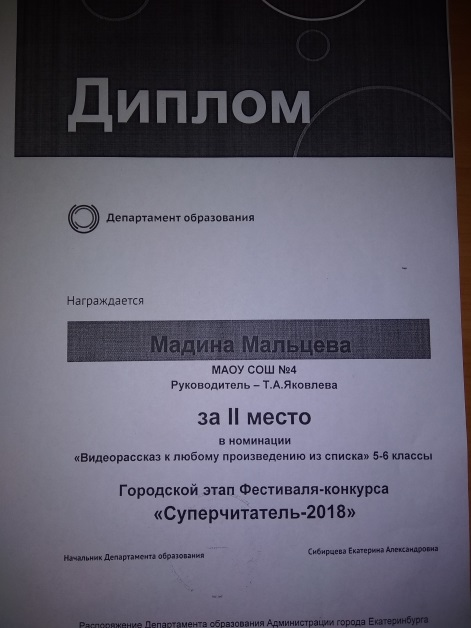 Диплом
Департамент образования
Награждается
Мадина Мальцева
МАОУ СОШ №4
Руководитель – Т.А.Яковлева
за II место
в номинации
«Видеорассказ к любому произведению из списка» 5-6 классы
Городской этап Фестиваля-конкурса
«Суперчитатель-2018»
Начальник Департамента образования Сибирцева Екатерина Александровна
Распоряжение Департамента образования Администрации города Екатеринбурга